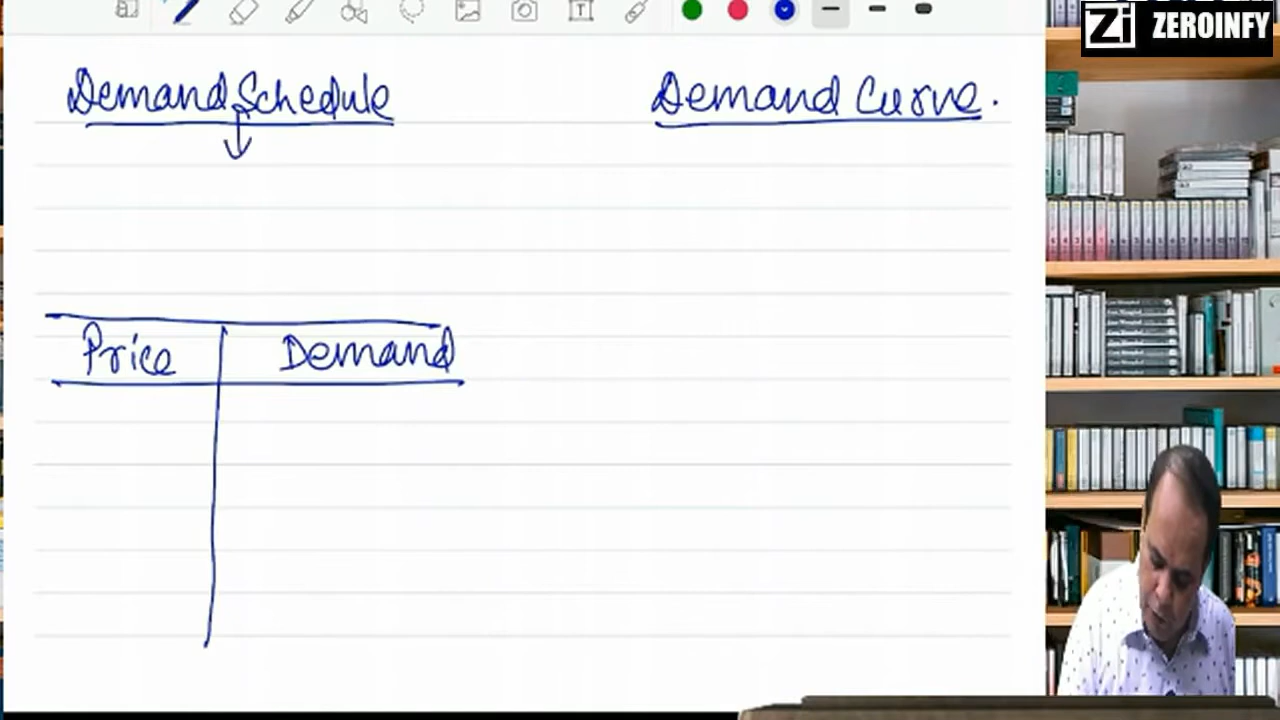 Zi ZEROINFY
Demand Schedule
Demand Curve.
Price
Demand